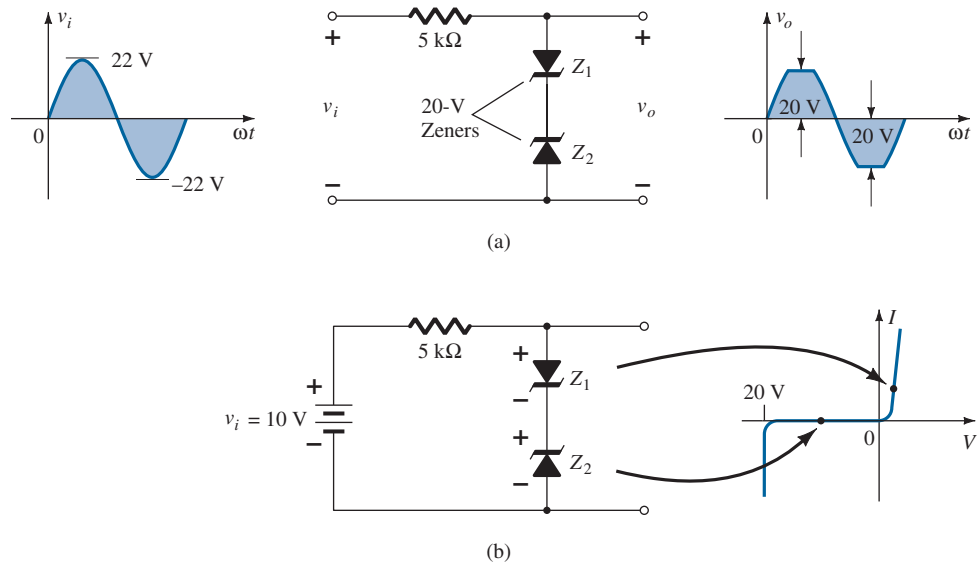 v_i
22 V
0
ωt
–22 V
+
5 kΩ
+
Z_1
v_i
20-V
Zeners
v_o
Z_2
–
–
v_o
20 V
0
20 V
ωt
(a)
5 kΩ
+
v_i = 10 V
–
+
Z_1
–
+
Z_2
–
I
20 V
0
V
(b)